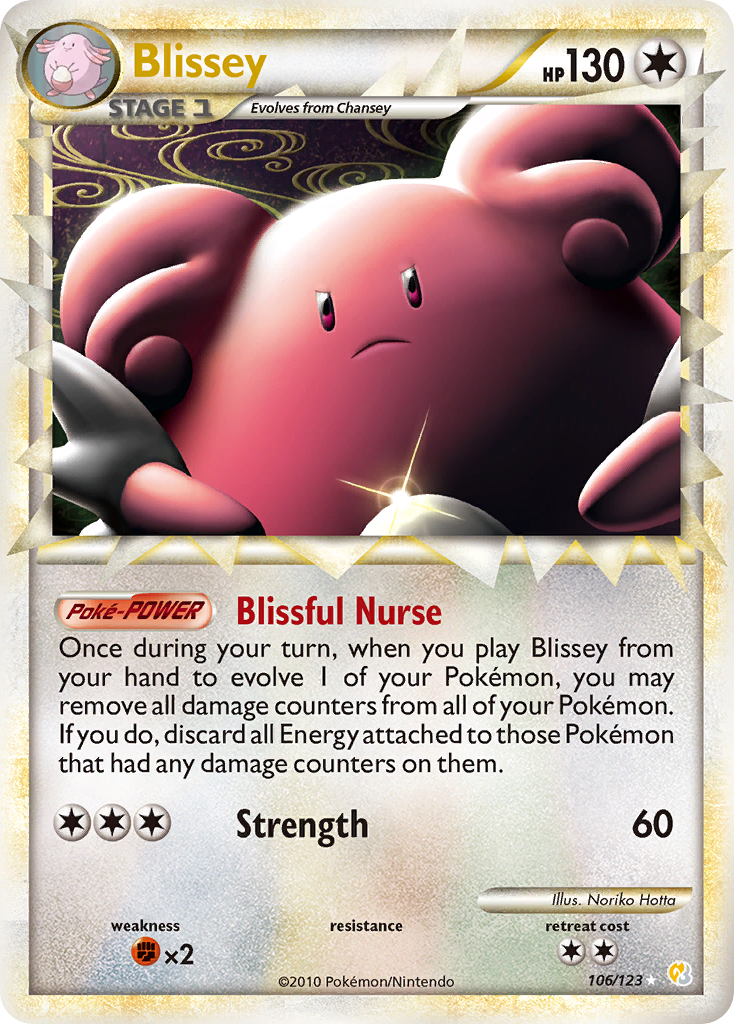 Blissey
HP 130
STAGE 1
Evolves from Chansey
Poké-POWER Blissful Nurse
Once during your turn, when you play Blissey from
your hand to evolve 1 of your Pokémon, you may
remove all damage counters from all of your Pokémon.
If you do, discard all Energy attached to those Pokémon
that had any damage counters on them.
Strength 60
Illus. Noriko Hotta
weakness resistance retreat cost
×2
©2010 Pokémon/Nintendo
106/123